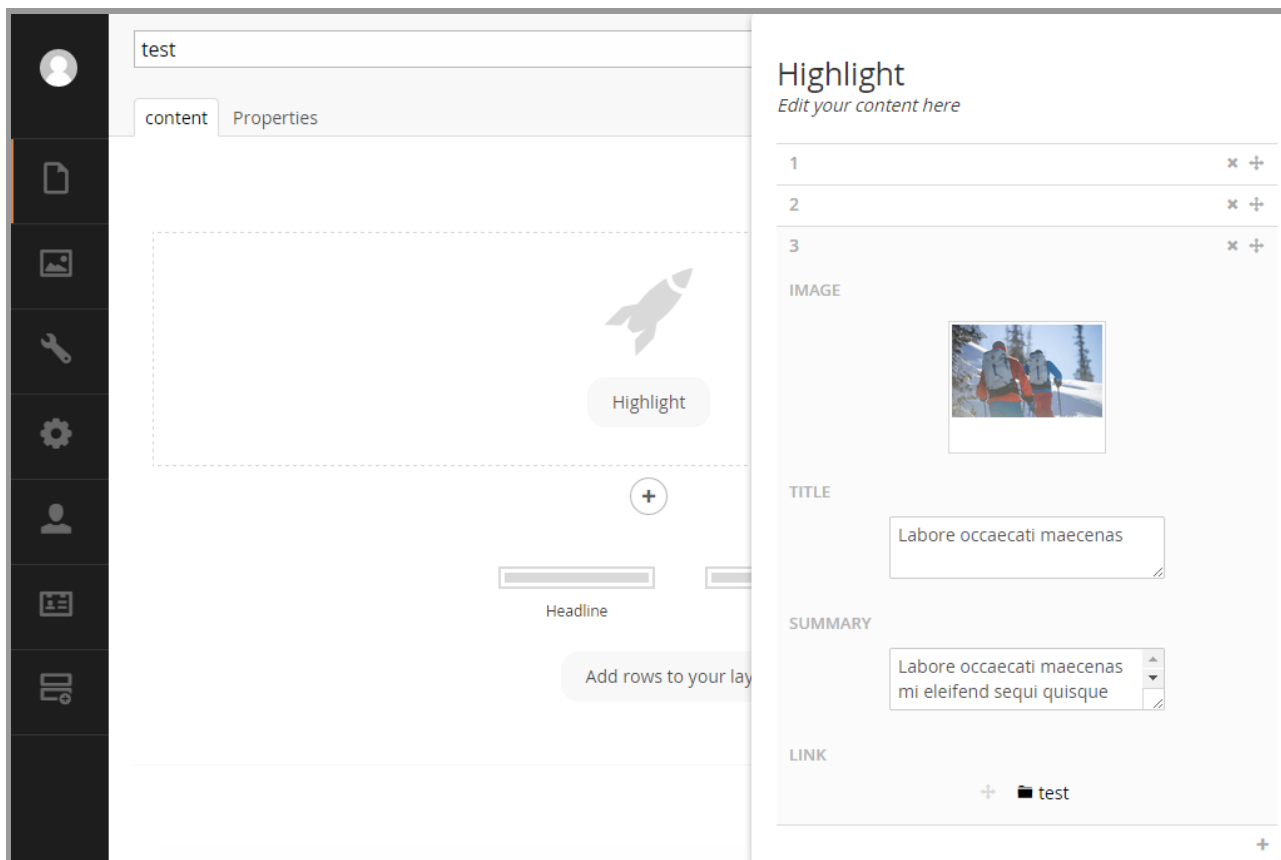 test
content Properties
Highlight
Headline
Add rows to your lay
Highlight
Edit your content here
1
2
3
IMAGE
TITLE
Labore occaecati maecenas
SUMMARY
Labore occaecati maecenas
mi eleifend sequi quisque
LINK
test